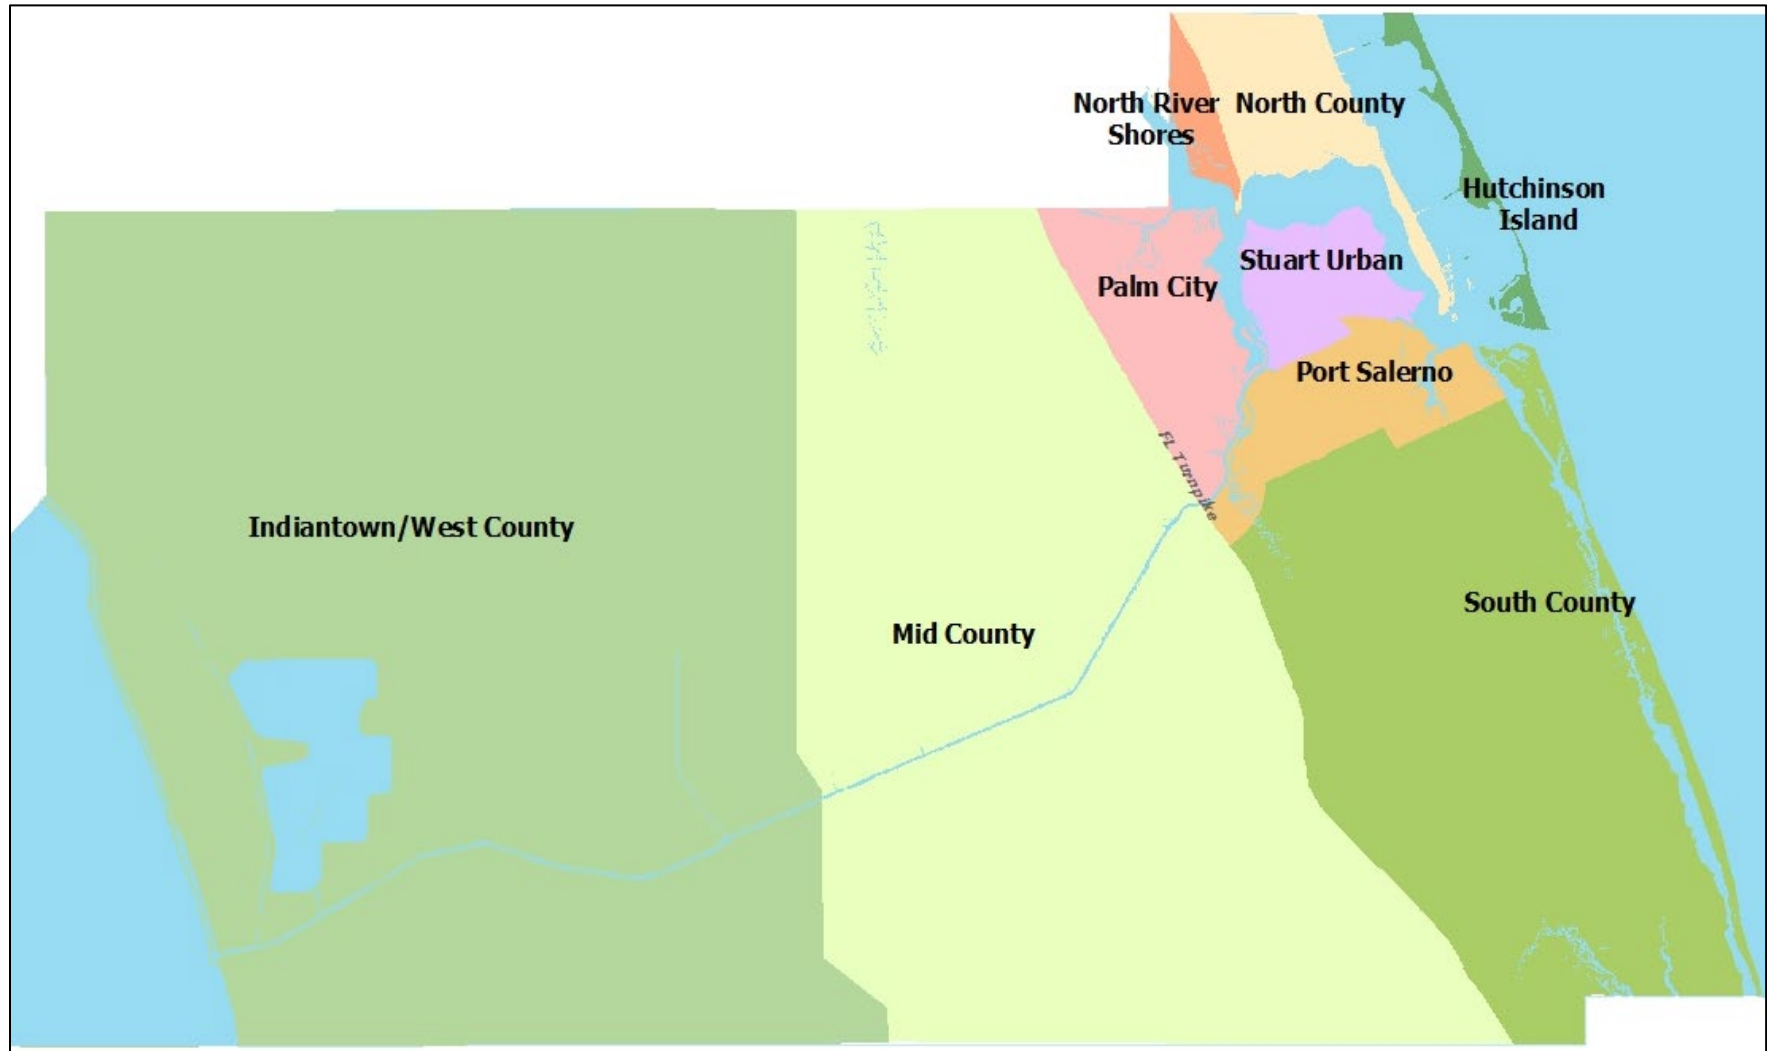 North River
Shores
North County
Hutchinson
Island
Stuart Urban
Palm City
Port Salerno
FL Turnpike
Indiantown/West County
South County
Mid County